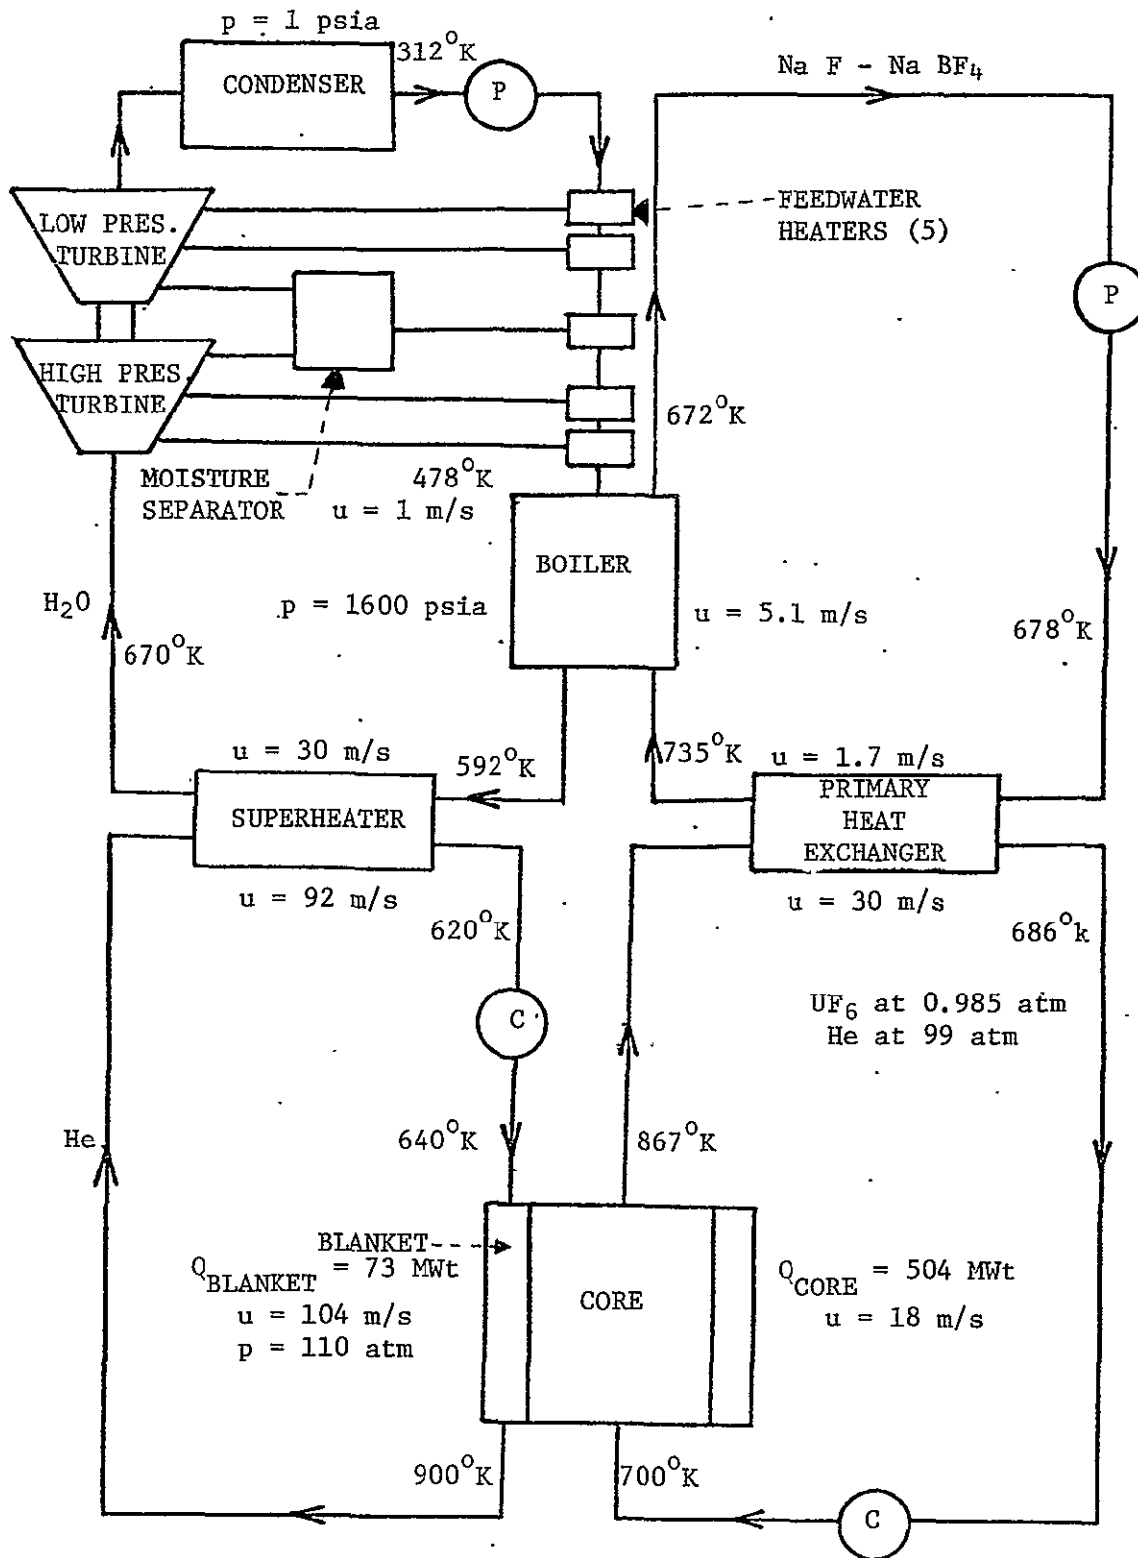 p = 1 psia
312°K
CONDENSER
P
Na F - Na BF₄
LOW PRES.
TURBINE
FEEDWATER
HEATERS (5)
P
HIGH PRES.
TURBINE
672°K
MOISTURE
SEPARATOR
478°K
u = 1 m/s
BOILER
H₂O
p = 1600 psia
u = 5.1 m/s
670°K
678°K
u = 30 m/s
592°K
735°K
u = 1.7 m/s
SUPERHEATER
PRIMARY
HEAT
EXCHANGER
u = 92 m/s
u = 30 m/s
620°K
686°k
C
UF₆ at 0.985 atm
He at 99 atm
He
640°K
867°K
BLANKET
Q_BLANKET = 73 MWt
u = 104 m/s
p = 110 atm
CORE
Q_CORE = 504 MWt
u = 18 m/s
900°K
700°K
C